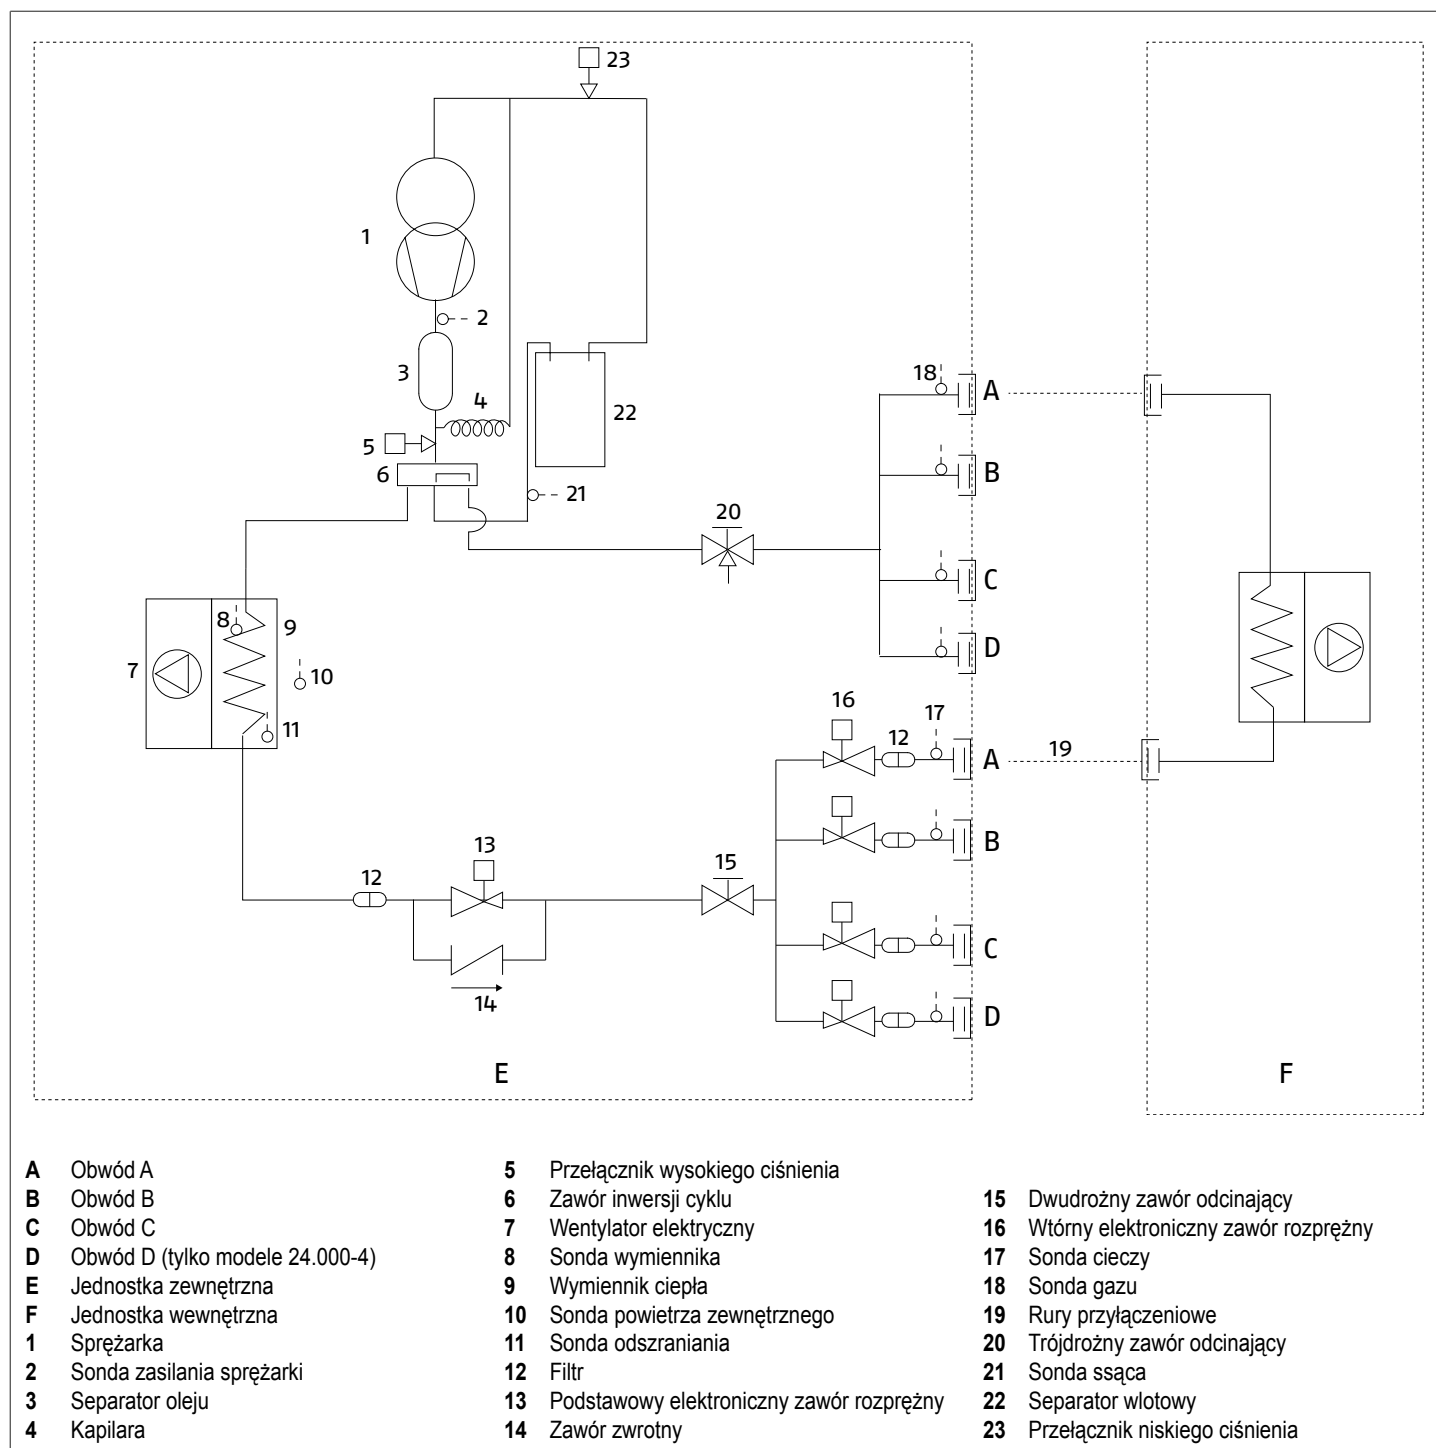 23
1
2
3
4
5
6
22
21
18
A
B
20
C
D
8
9
7
10
11
16
12
17
A
19
B
13
12
15
14
C
D
E
F
A Obwód A
B Obwód B
C Obwód C
D Obwód D (tylko modele 24.000-4)
E Jednostka zewnętrzna
F Jednostka wewnętrzna
1 Sprężarka
2 Sonda zasilania sprężarki
3 Separator oleju
4 Kapilara
5 Przełącznik wysokiego ciśnienia
6 Zawór inwersji cyklu
7 Wentylator elektryczny
8 Sonda wymiennika
9 Wymiennik ciepła
10 Sonda powietrza zewnętrznego
11 Sonda odszraniania
12 Filtr
13 Podstawowy elektroniczny zawór rozprężny
14 Zawór zwrotny
15 Dwudrożny zawór odcinający
16 Wtórny elektroniczny zawór rozprężny
17 Sonda cieczy
18 Sonda gazu
19 Rury przyłączeniowe
20 Trójdrożny zawór odcinający
21 Sonda ssąca
22 Separator wlotowy
23 Przełącznik niskiego ciśnienia